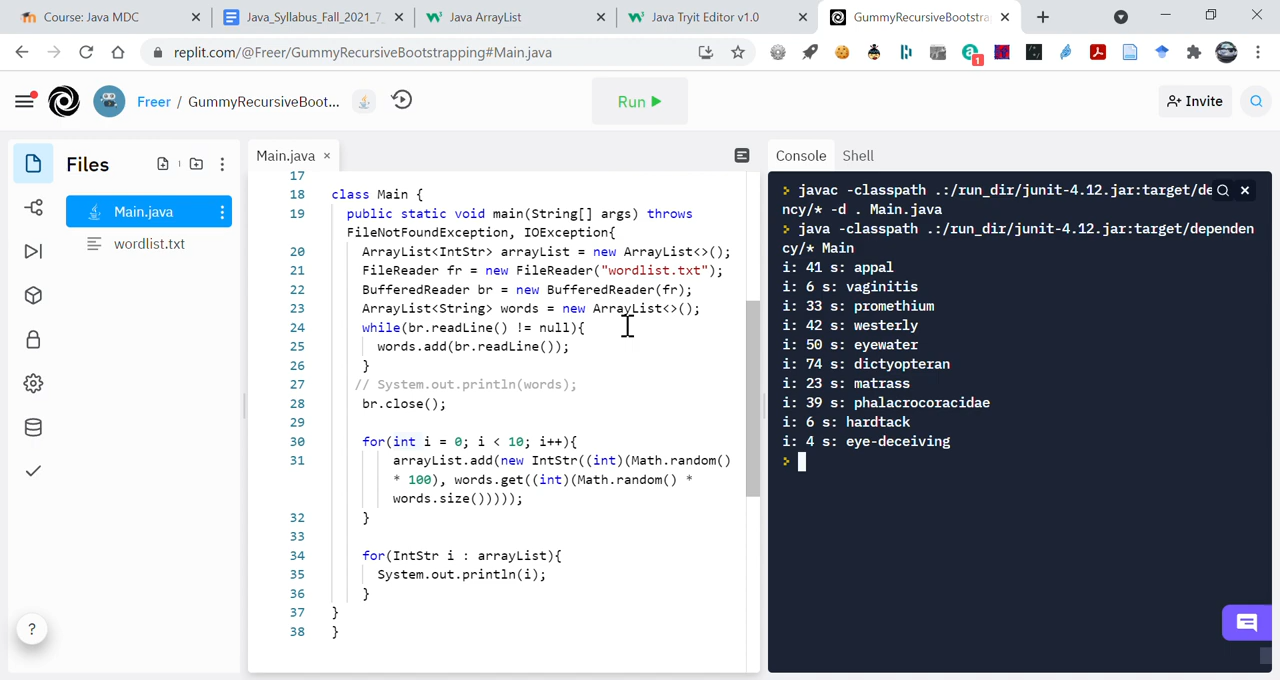 Course: Java MDC
Java_Syllabus_Fall_2021_7
Java ArrayList
Java Tryit Editor v1.0
GummyRecursiveBootstra
replit.com/@Freer/GummyRecursiveBootstrapping#Main.java
1
Freer / GummyRecursiveBoot...
Run
Invite
Files
Main.java
wordlist.txt
?
Main.java ×
17
18 class Main {
19 public static void main(String[] args) throws
FileNotFoundException, IOException{
20 ArrayList<IntStr> arrayList = new ArrayList<>();
21 FileReader fr = new FileReader("wordlist.txt");
22 BufferedReader br = new BufferedReader(fr);
23 ArrayList<String> words = new ArrayList<>();
24 while(br.readLine() != null){
25 words.add(br.readLine());
26 }
27 // System.out.println(words);
28 br.close();
29
30 for(int i = 0; i < 10; i++){
31 arrayList.add(new IntStr((int)(Math.random()
* 100), words.get((int)(Math.random() *
words.size()))));
32 }
33
34 for(IntStr i : arrayList){
35 System.out.println(i);
36 }
37 }
38 }
Console Shell
> javac -classpath .:/run_dir/junit-4.12.jar:target/de
ncy/* -d . Main.java
> java -classpath .:/run_dir/junit-4.12.jar:target/dependen
cy/* Main
i: 41 s: appal
i: 6 s: vaginitis
i: 33 s: promethium
i: 42 s: westerly
i: 50 s: eyewater
i: 74 s: dictyopteran
i: 23 s: matrass
i: 39 s: phalacrocoracidae
i: 6 s: hardtack
i: 4 s: eye-deceiving
>